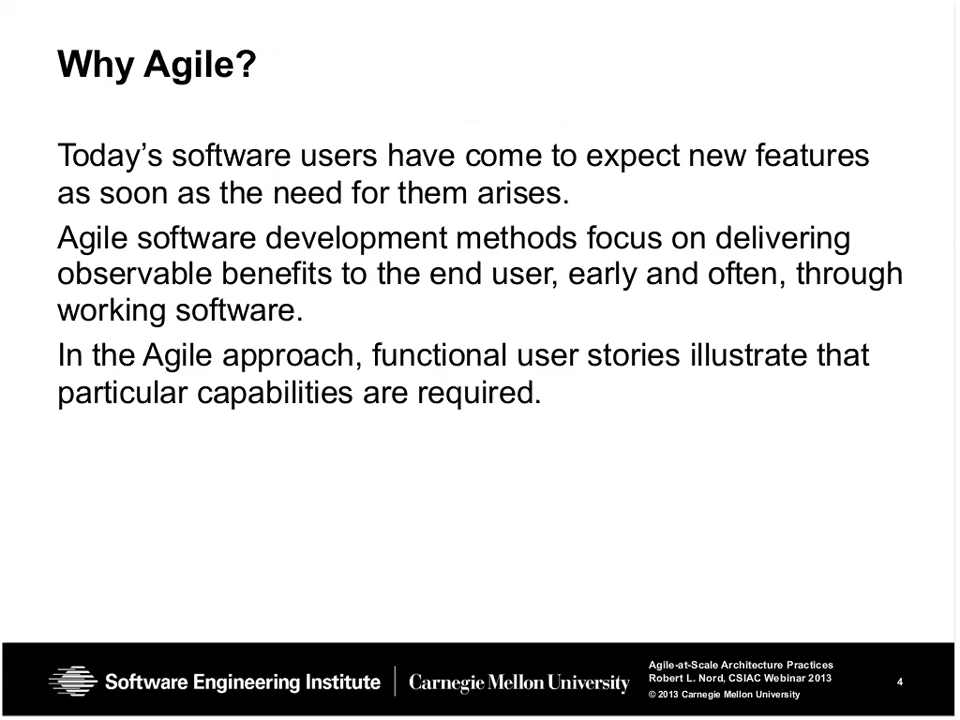 Why Agile?
Today’s software users have come to expect new features
as soon as the need for them arises.
Agile software development methods focus on delivering
observable benefits to the end user, early and often, through
working software.
In the Agile approach, functional user stories illustrate that
particular capabilities are required.
Software Engineering Institute
Carnegie Mellon University
Agile-at-Scale Architecture Practices
Robert L. Nord, CSIAC Webinar 2013
© 2013 Carnegie Mellon University
4